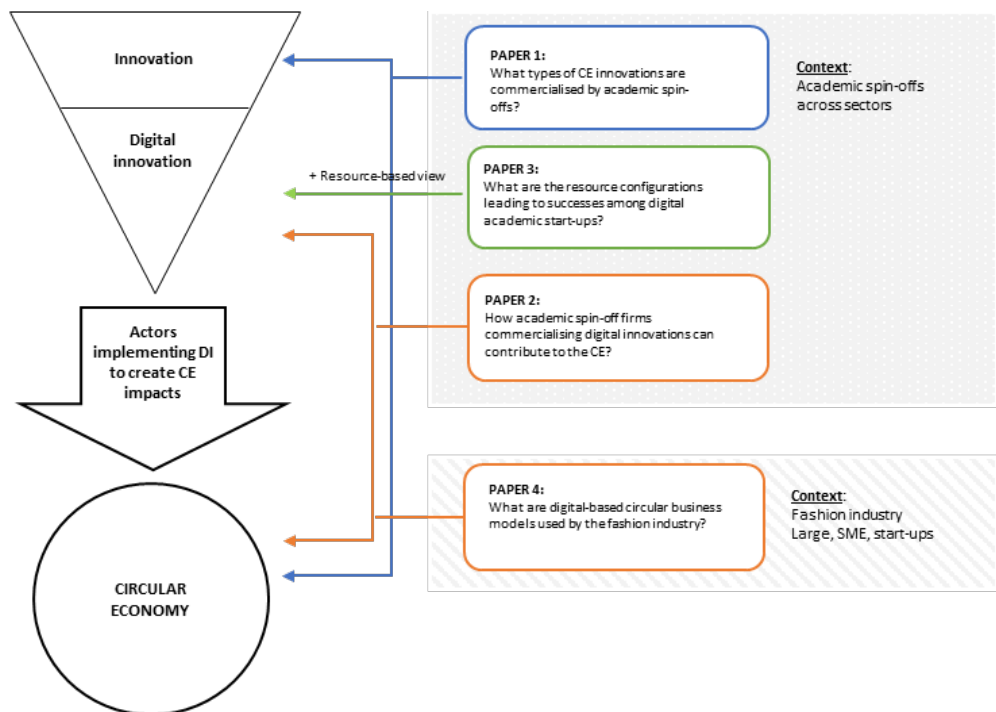 Innovation
Digital
innovation
Actors
implementing DI
to create CE
impacts
CIRCULAR
ECONOMY
+ Resource-based view
PAPER 1:
What types of CE innovations are
commercialised by academic spin-
offs?
Context:
Academic spin-offs
across sectors
PAPER 3:
What are the resource configurations
leading to successes among digital
academic start-ups?
PAPER 2:
How academic spin-off firms
commercialising digital innovations can
contribute to the CE?
PAPER 4:
What are digital-based circular business
models used by the fashion industry?
Context:
Fashion industry
Large, SME, start-ups